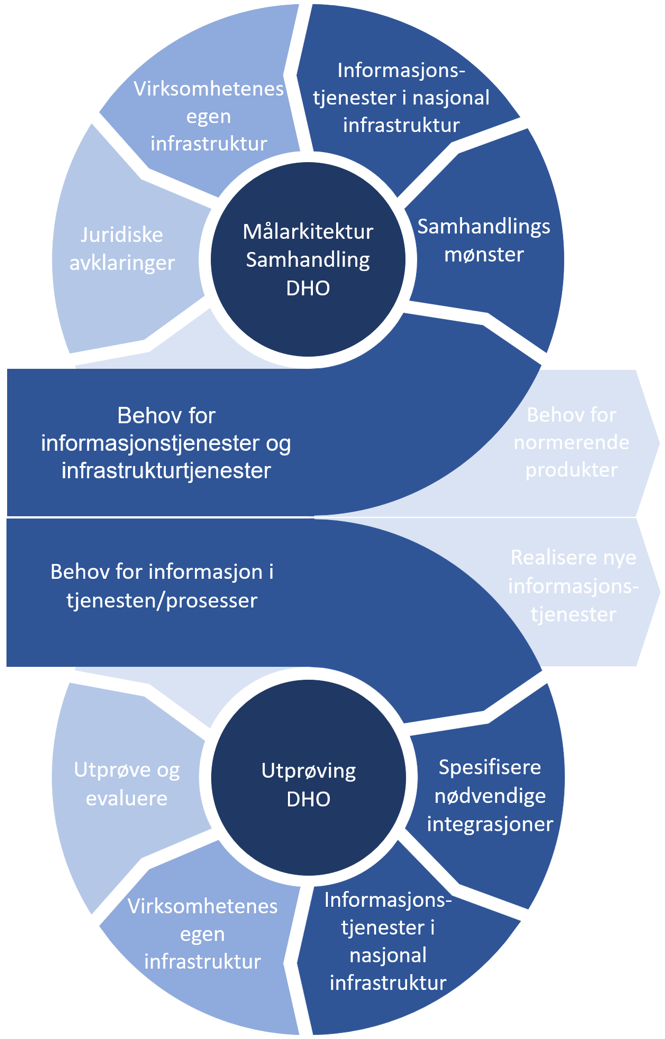 Virksomhetenes
egen
infrastruktur
Informasjons-
tjenester i nasjonal
infrastruktur
Juridiske
avklaringer
Målarkitektur
Samhandling
DHO
Samhandlings
mønster
Behov for
informasjonstjenester og
infrastrukturtjenester
Behov for
normerende
produkter
Behov for informasjon i
tjenesten/prosesser
Realisere nye
informasjons-
tjenester
Utprøve og
evaluere
Utprøving
DHO
Spesifisere
nødvendige
integrasjoner
Virksomhetenes
egen
infrastruktur
Informasjons-
tjenester i
nasjonal
infrastruktur